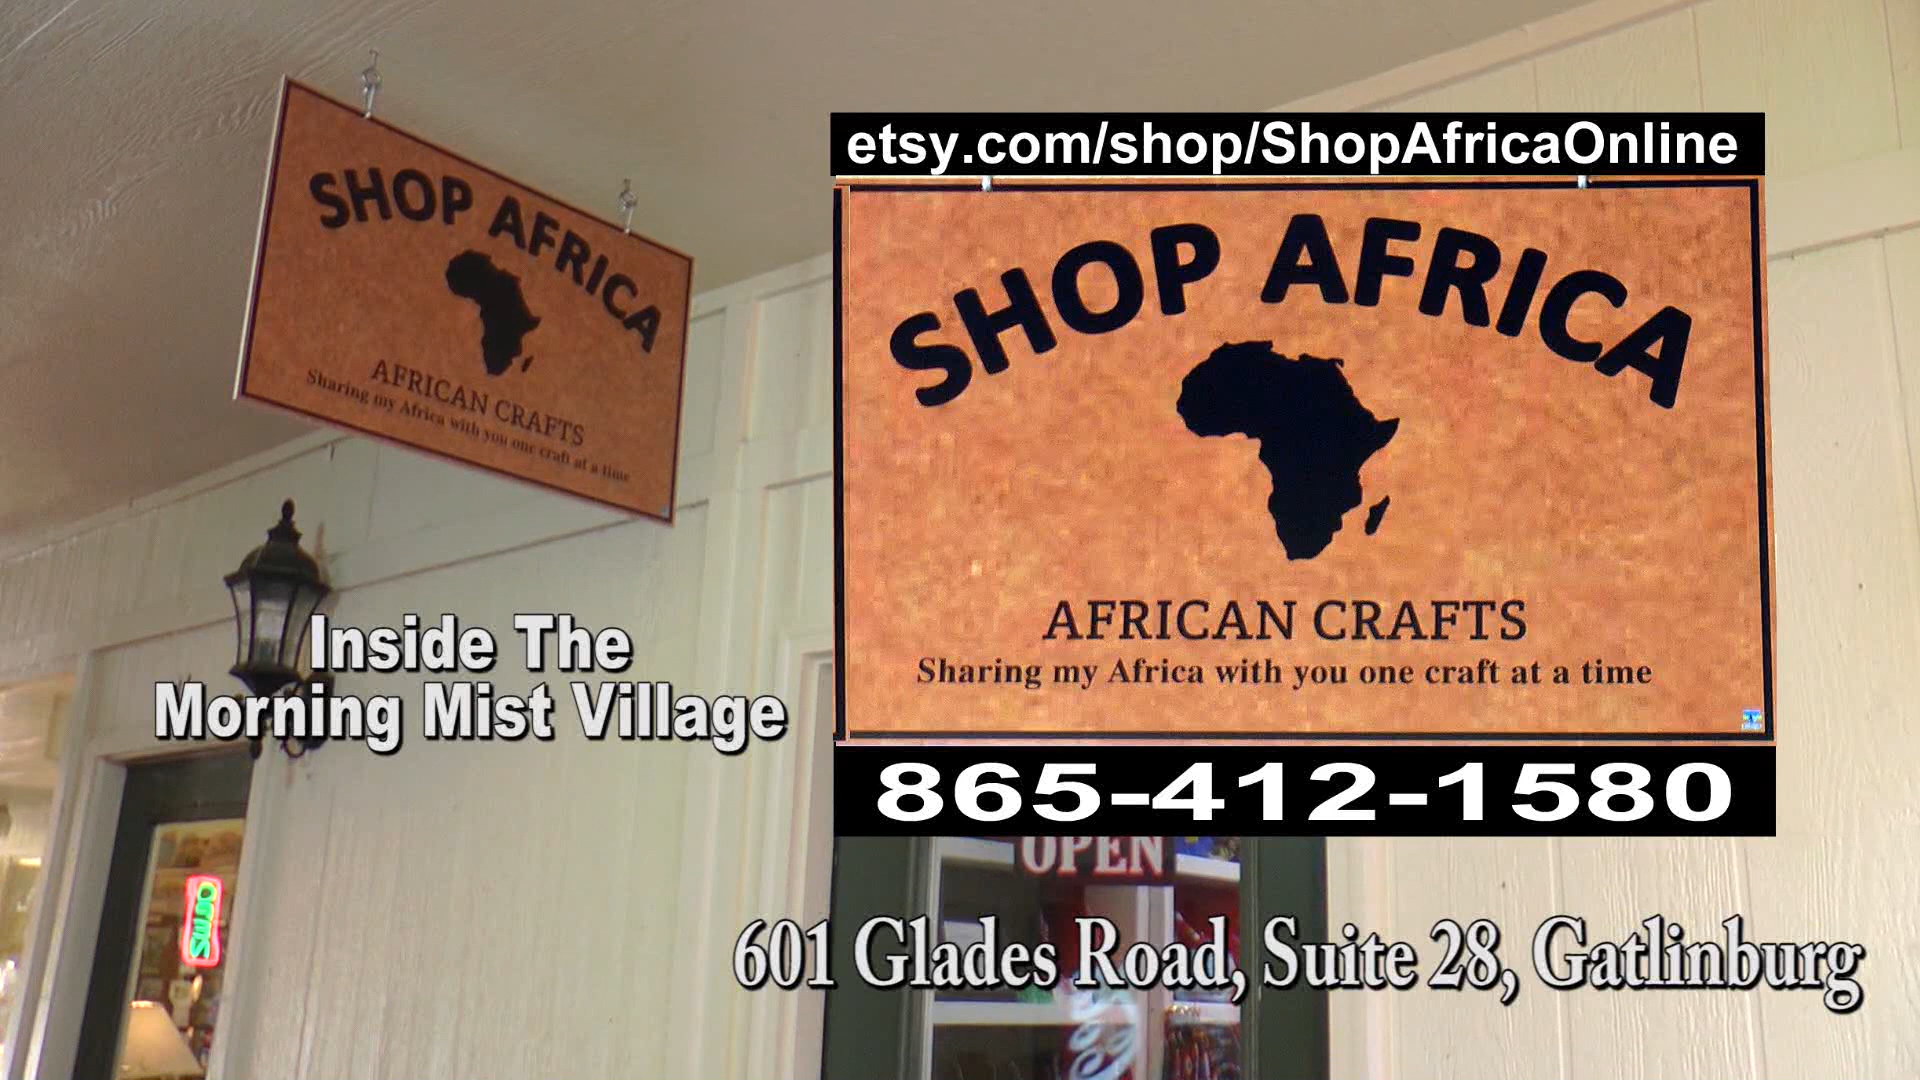 SHOP AFRICA
AFRICAN CRAFTS
Sharing my Africa with you one craft at a time
etsy.com/shop/ShopAfricaOnline
SHOP AFRICA
AFRICAN CRAFTS
Sharing my Africa with you one craft at a time
Inside The
Morning Mist Village
865-412-1580
OPEN
OPEN
601 Glades Road, Suite 28, Gatlinburg